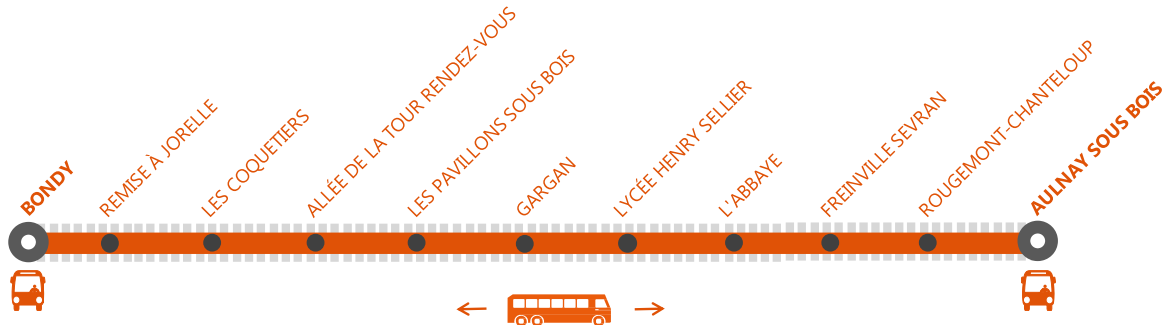 BONDY
REMISE À JORELLE
LES COQUETIERS
ALLÉE DE LA TOUR RENDEZ-VOUS
LES PAVILLONS SOUS BOIS
GARGAN
LYCÉE HENRY SELLIER
L'ABBAYE
FREINVILLE SEVRAN
ROUGEMONT-CHANTELOUP
AULNAY SOUS BOIS